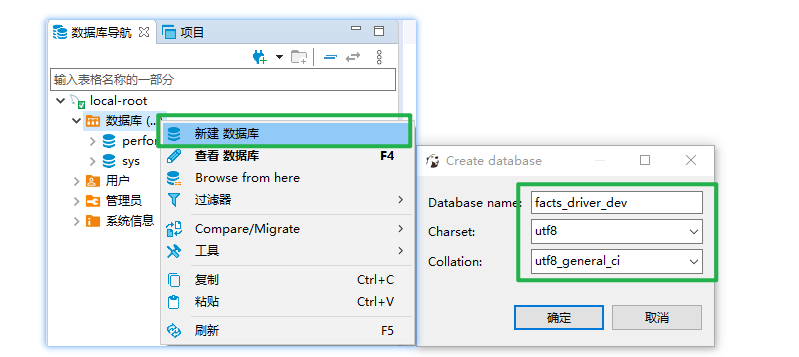 数据库导航
项目
输入表格名称的一部分
local-root
数据库 (...
perfor
sys
用户
管理员
系统信息
新建 数据库
查看 数据库 F4
Browse from here
过滤器
Compare/Migrate
工具
复制 Ctrl+C
粘贴 Ctrl+V
刷新 F5
Create database
Database name: facts_driver_dev
Charset: utf8
Collation: utf8_general_ci
确定 取消